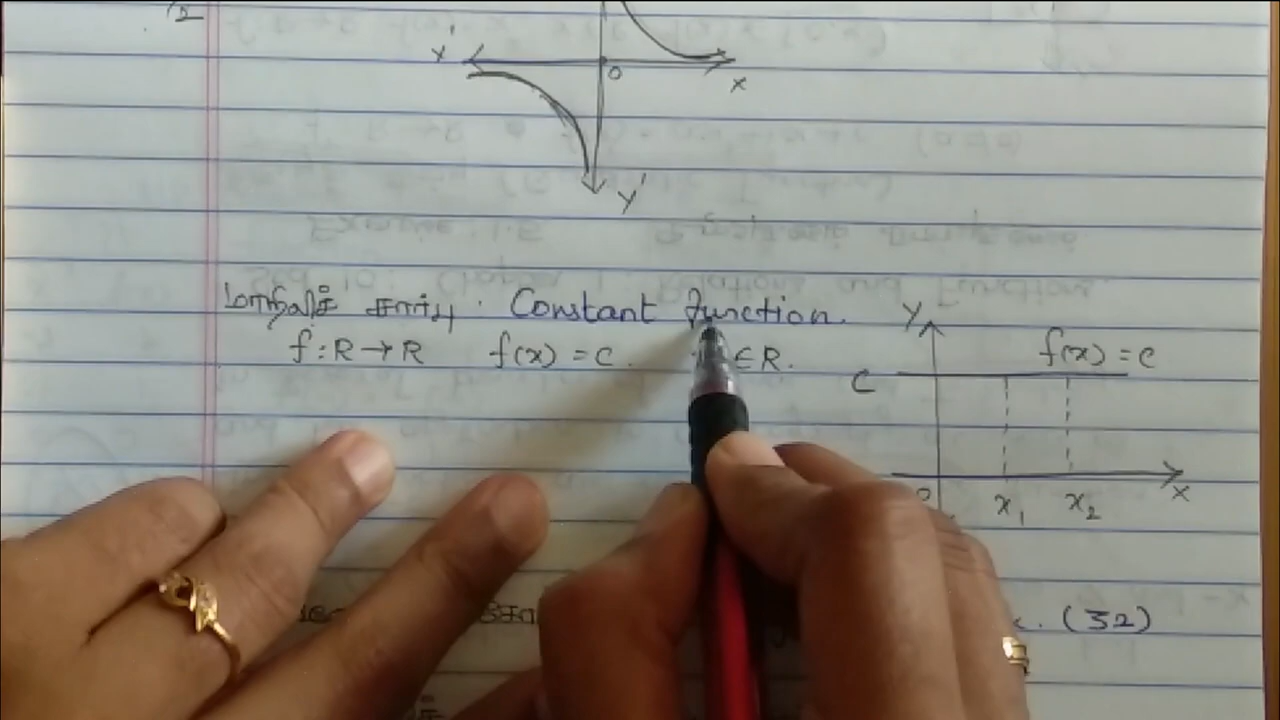 X' O X
Y'
மாறிலிச் சார்பு . Constant function.
f : R → R f(x) = C . ∈ R.
Y
f(x) = C
C
O x₁ x₂ X
(32)